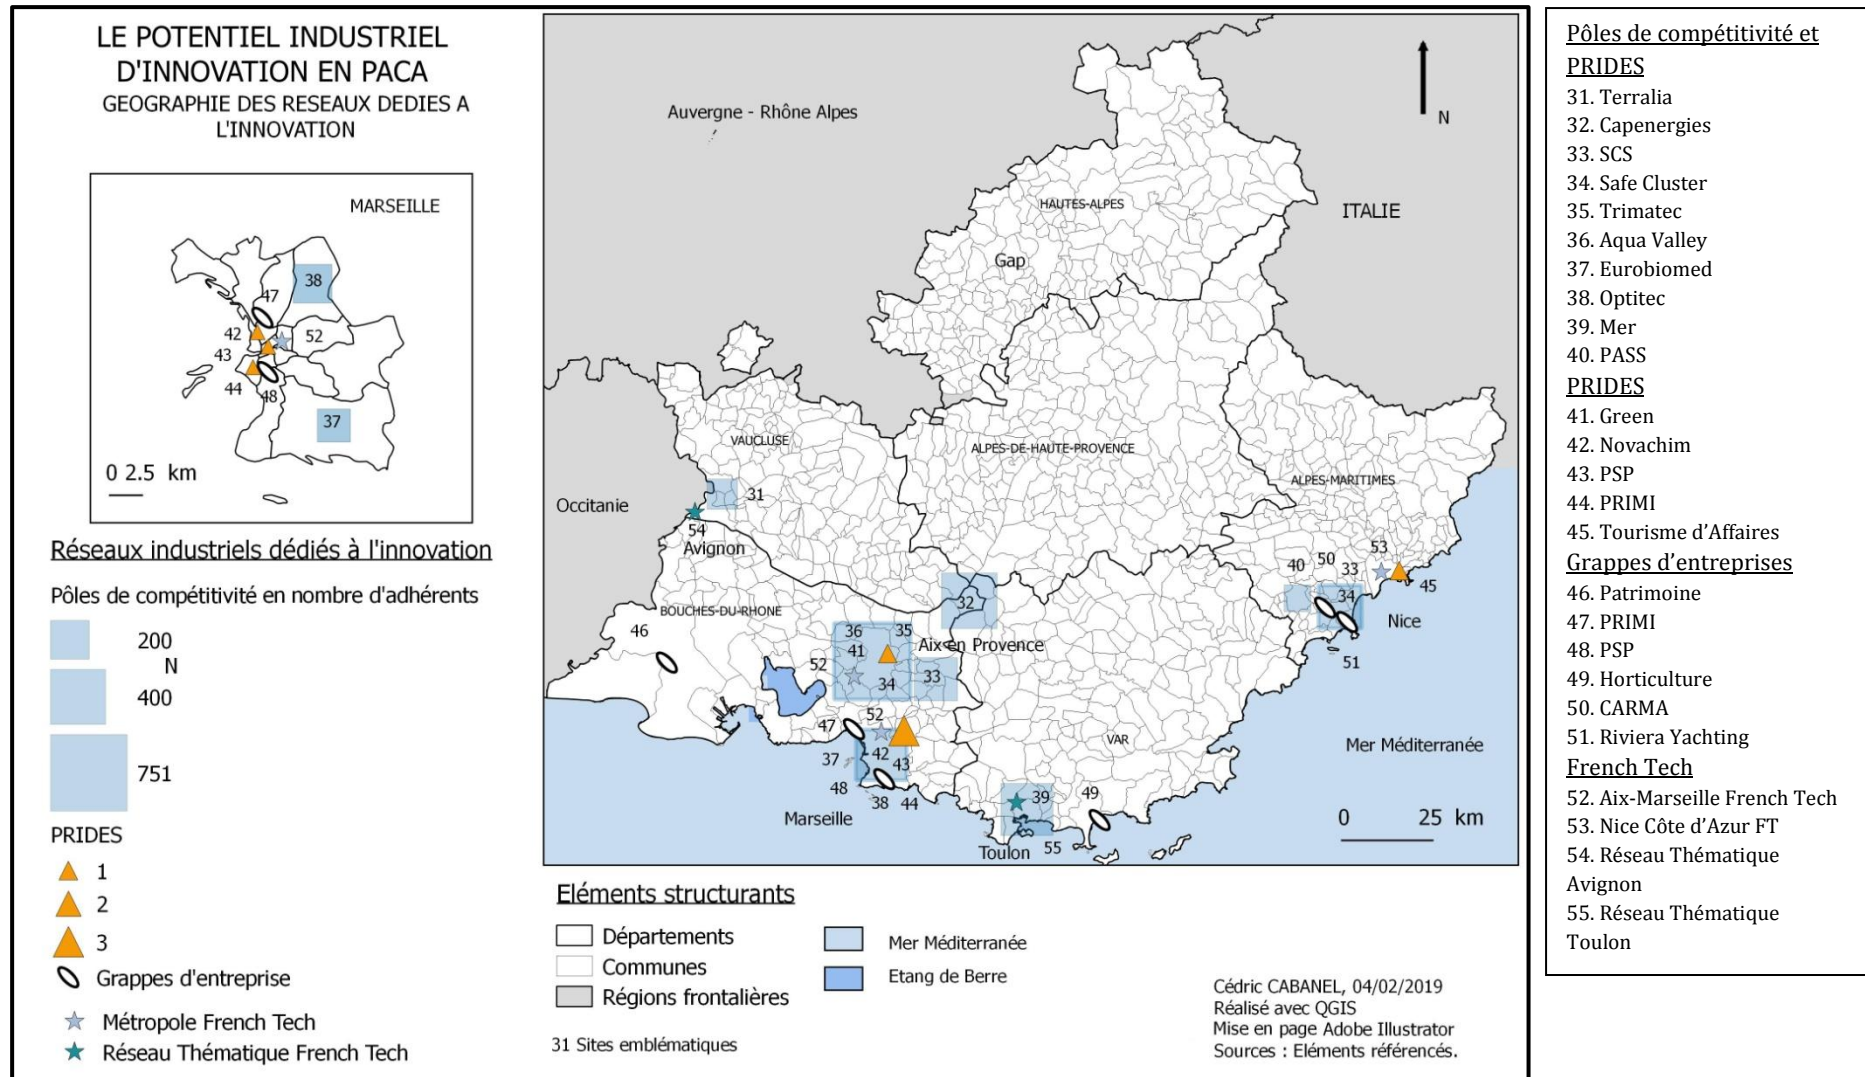 LE POTENTIEL INDUSTRIEL
D'INNOVATION EN PACA
GEOGRAPHIE DES RESEAUX DEDIES A
L'INNOVATION
MARSEILLE
38
47
42
52
43
44
48
37
0 2.5 km
Réseaux industriels dédiés à l'innovation
Pôles de compétitivité en nombre d'adhérents
200
N
400
751
PRIDES
1
2
3
Grappes d'entreprise
Métropole French Tech
Réseau Thématique French Tech
Auvergne - Rhône Alpes
N
HAUTES-ALPES
ITALIE
Gap
VAUCLUSE
ALPES-DE-HAUTE-PROVENCE
ALPES-MARITIMES
Occitanie
31
54
Avignon
53
50
40
33
45
34
Nice
51
32
BOUCHES-DU-RHONE
46
36
35
41
Aix en Provence
52
34
33
52
47
42
37
43
48
38
44
Marseille
VAR
Mer Méditerranée
39
49
Toulon
55
0 25 km
Eléments structurants
Départements
Communes
Régions frontalières
Mer Méditerranée
Etang de Berre
31 Sites emblématiques
Cédric CABANEL, 04/02/2019
Réalisé avec QGIS
Mise en page Adobe Illustrator
Sources : Eléments référencés.
Pôles de compétitivité et
PRIDES
31. Terralia
32. Capenergies
33. SCS
34. Safe Cluster
35. Trimatec
36. Aqua Valley
37. Eurobiomed
38. Optitec
39. Mer
40. PASS
PRIDES
41. Green
42. Novachim
43. PSP
44. PRIMI
45. Tourisme d’Affaires
Grappes d’entreprises
46. Patrimoine
47. PRIMI
48. PSP
49. Horticulture
50. CARMA
51. Riviera Yachting
French Tech
52. Aix-Marseille French Tech
53. Nice Côte d’Azur FT
54. Réseau Thématique
Avignon
55. Réseau Thématique
Toulon